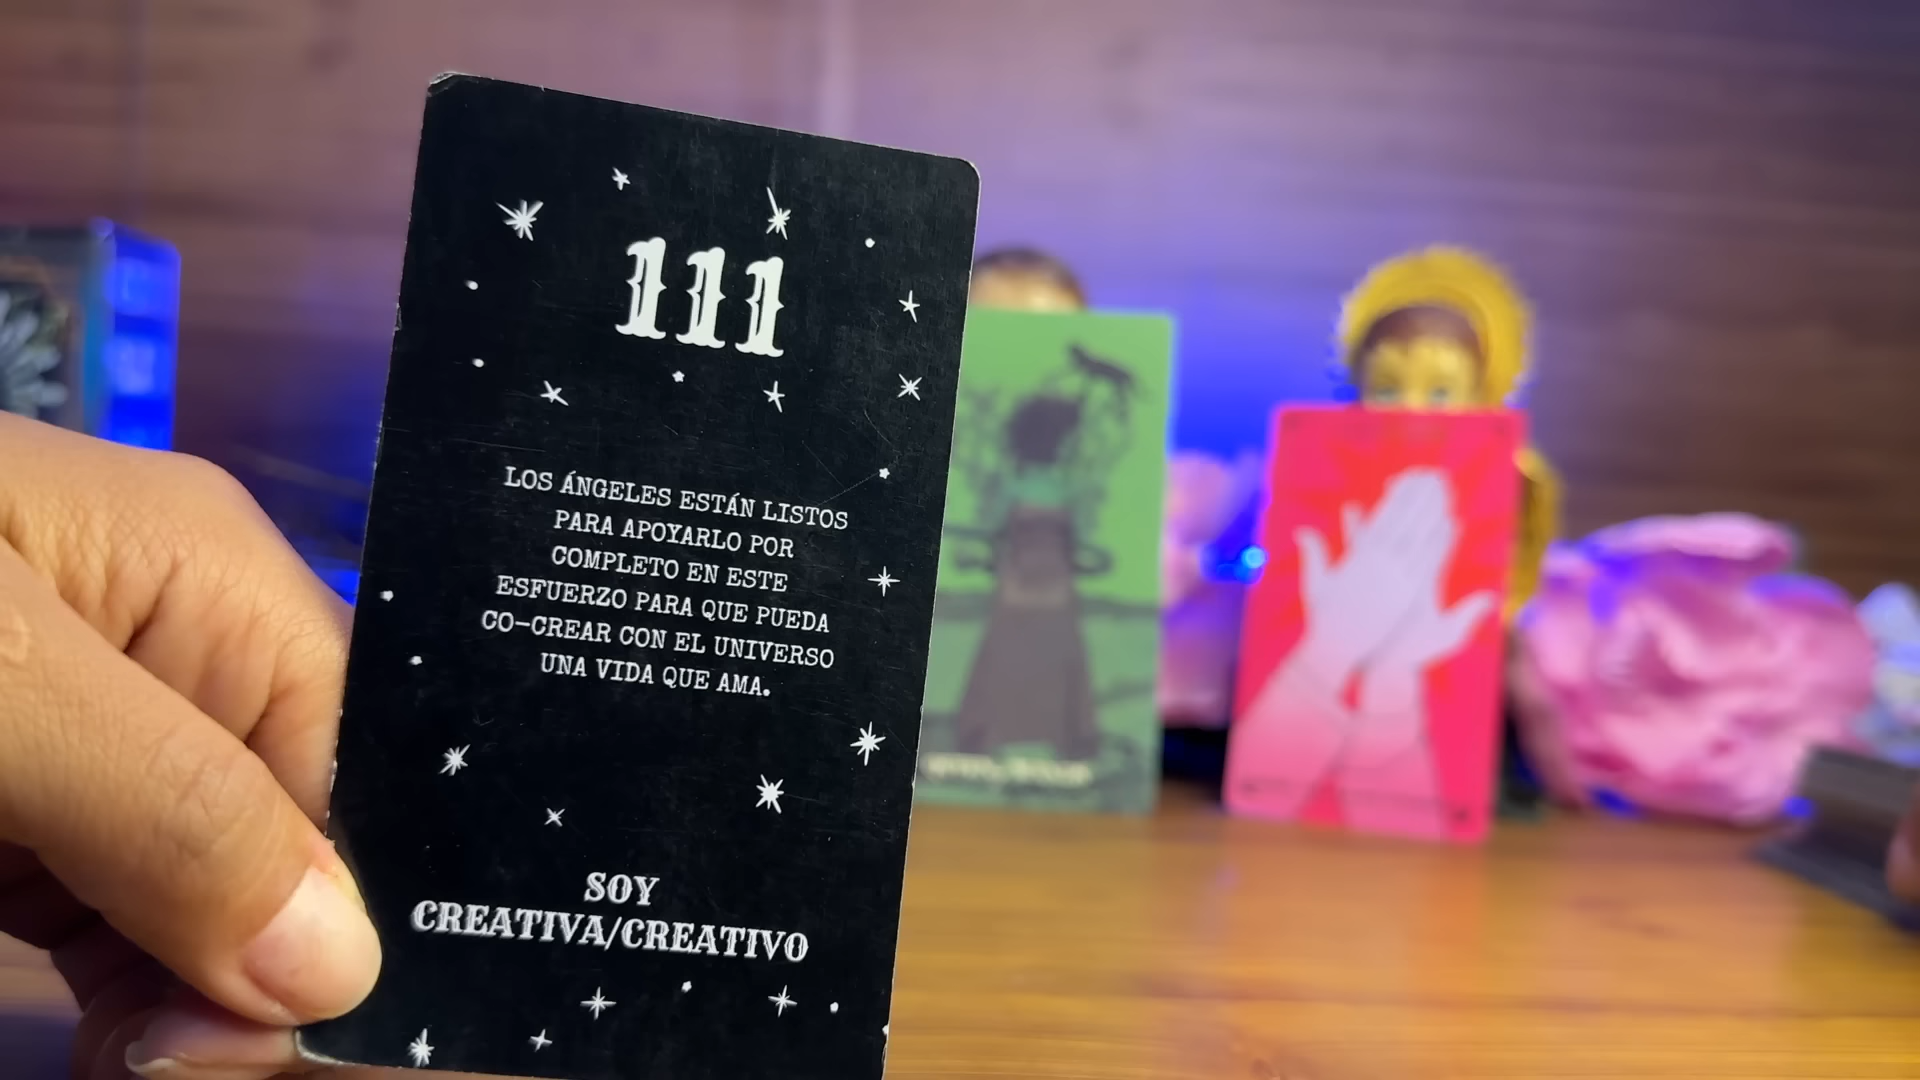 111
LOS ÁNGELES ESTÁN LISTOS
PARA APOYARLO POR
COMPLETO EN ESTE
ESFUERZO PARA QUE PUEDA
CO-CREAR CON EL UNIVERSO
UNA VIDA QUE AMA.
SOY
CREATIVA/CREATIVO